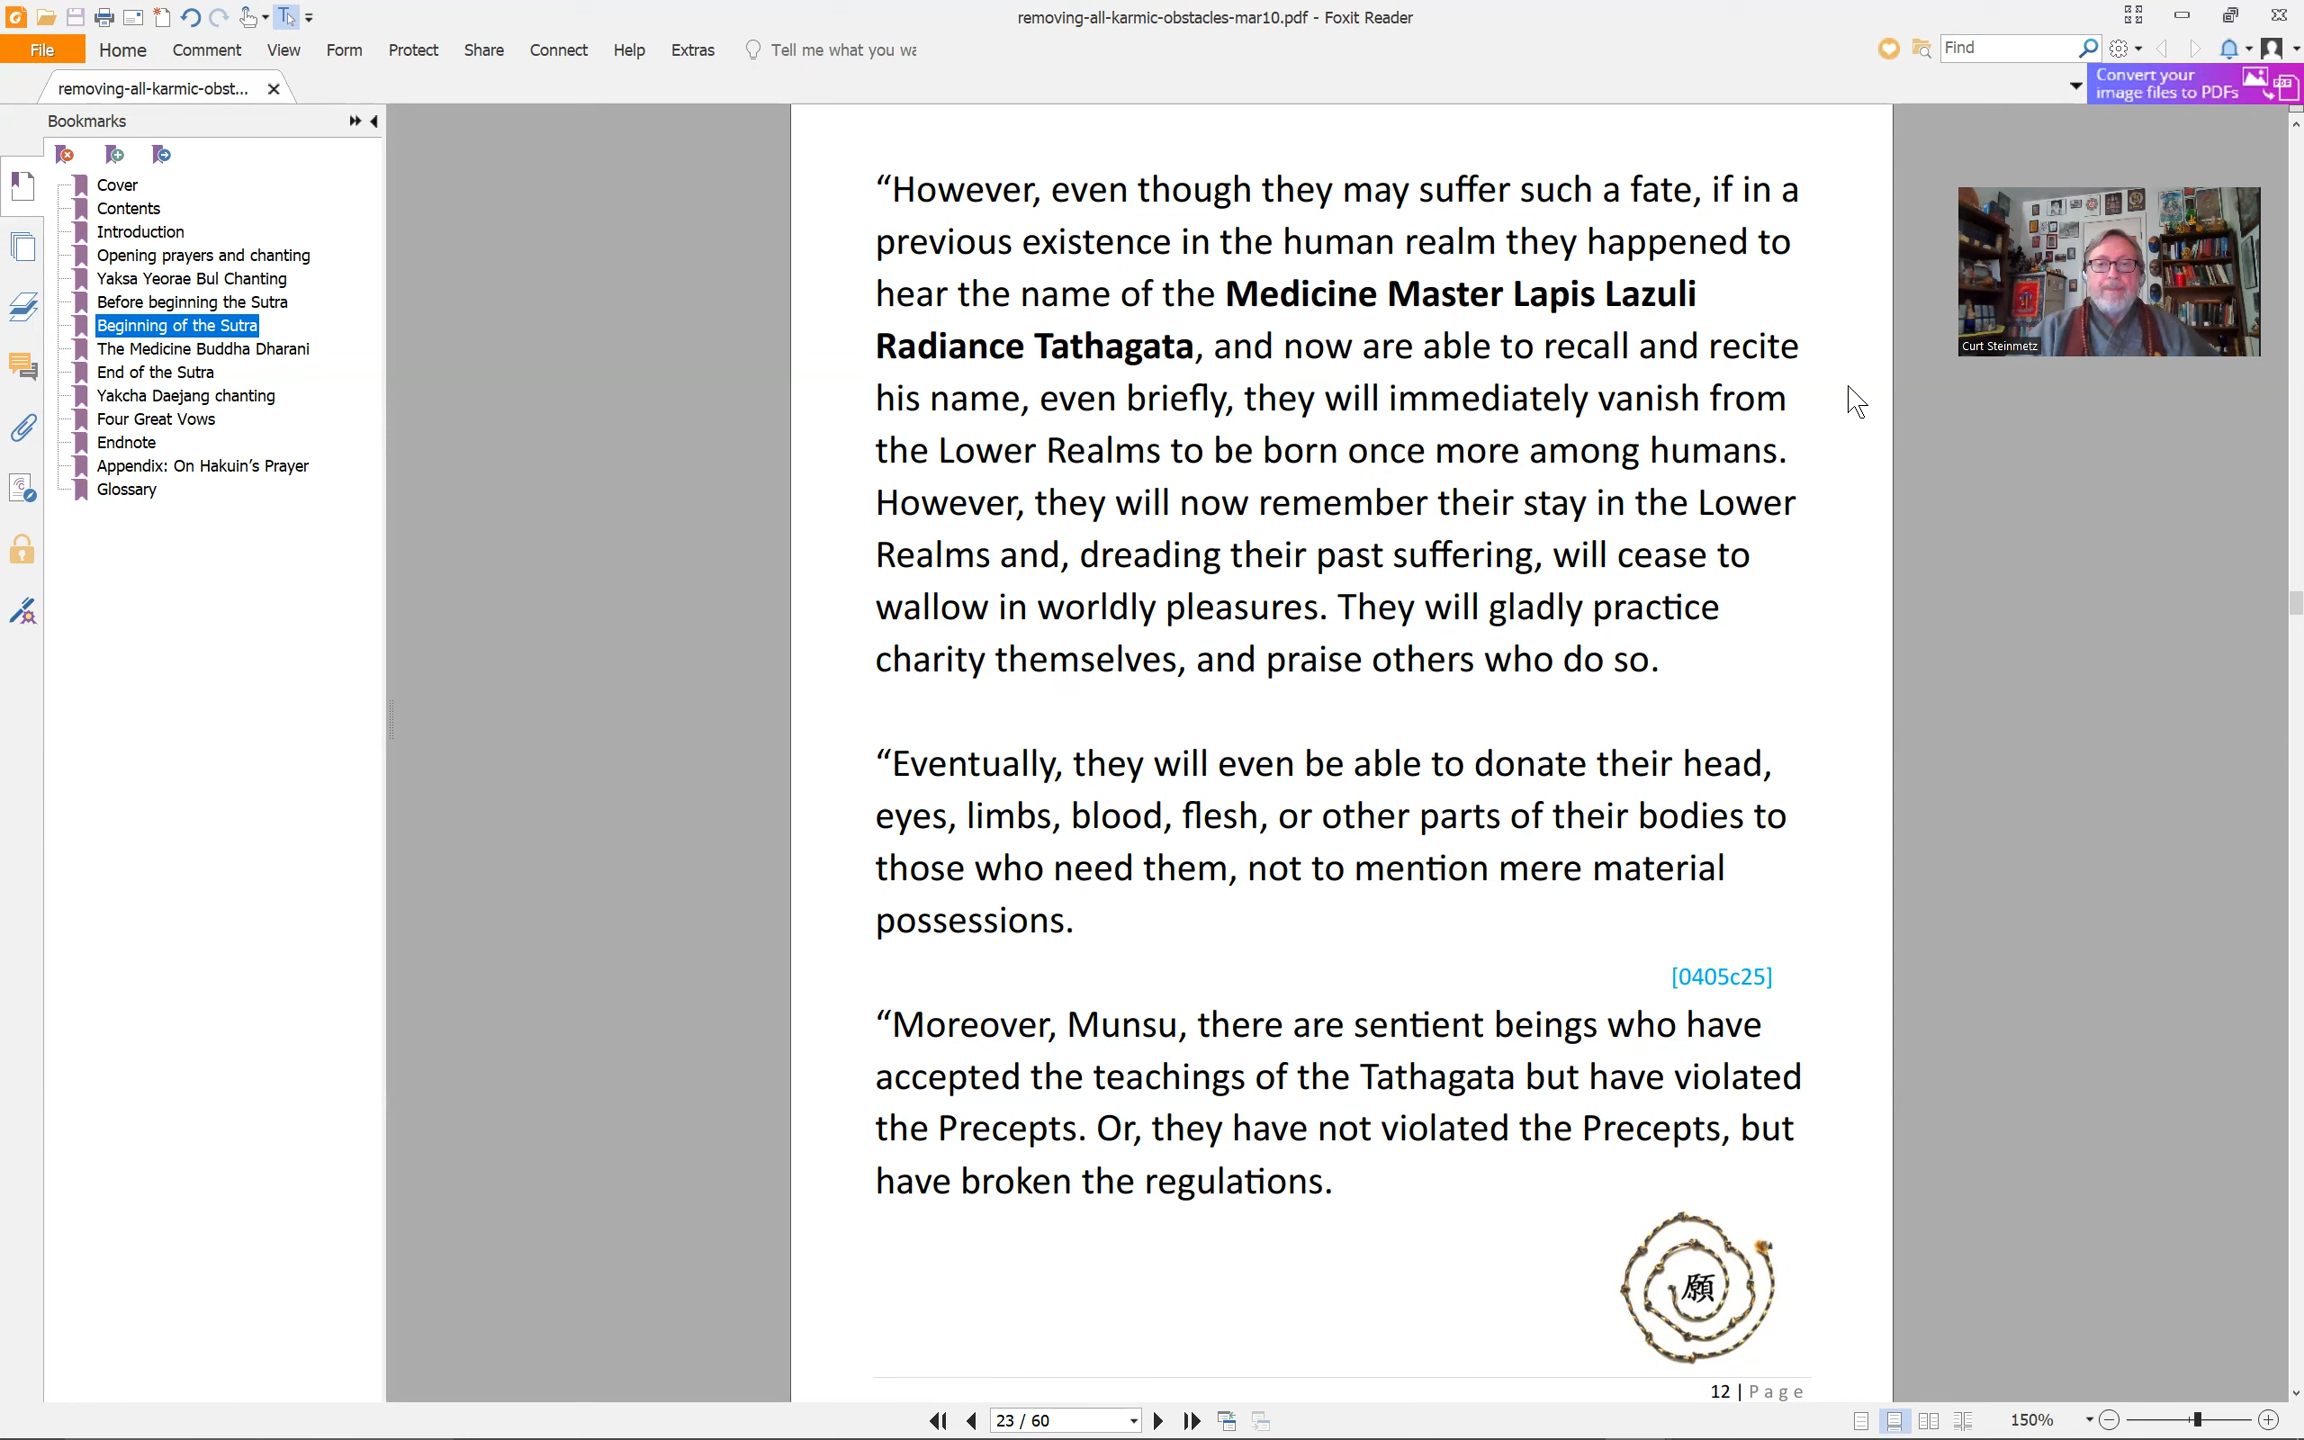 removing-all-karmic-obstacles-mar10.pdf - Foxit Reader
File Home Comment View Form Protect Share Connect Help Extras Tell me what you wa
Find
removing-all-karmic-obst...
Convert your
image files to PDFs
Bookmarks
Cover
Contents
Introduction
Opening prayers and chanting
Yaksa Yeorae Bul Chanting
Before beginning the Sutra
Beginning of the Sutra
The Medicine Buddha Dharani
End of the Sutra
Yakcha Daejang chanting
Four Great Vows
Endnote
Appendix: On Hakuin's Prayer
Glossary
“However, even though they may suffer such a fate, if in a
previous existence in the human realm they happened to
hear the name of the Medicine Master Lapis Lazuli
Radiance Tathagata, and now are able to recall and recite
his name, even briefly, they will immediately vanish from
the Lower Realms to be born once more among humans.
However, they will now remember their stay in the Lower
Realms and, dreading their past suffering, will cease to
wallow in worldly pleasures. They will gladly practice
charity themselves, and praise others who do so.
“Eventually, they will even be able to donate their head,
eyes, limbs, blood, flesh, or other parts of their bodies to
those who need them, not to mention mere material
possessions.
[0405c25]
“Moreover, Munsu, there are sentient beings who have
accepted the teachings of the Tathagata but have violated
the Precepts. Or, they have not violated the Precepts, but
have broken the regulations.
願
12 | Page
Curt Steinmetz
23 / 60
150%